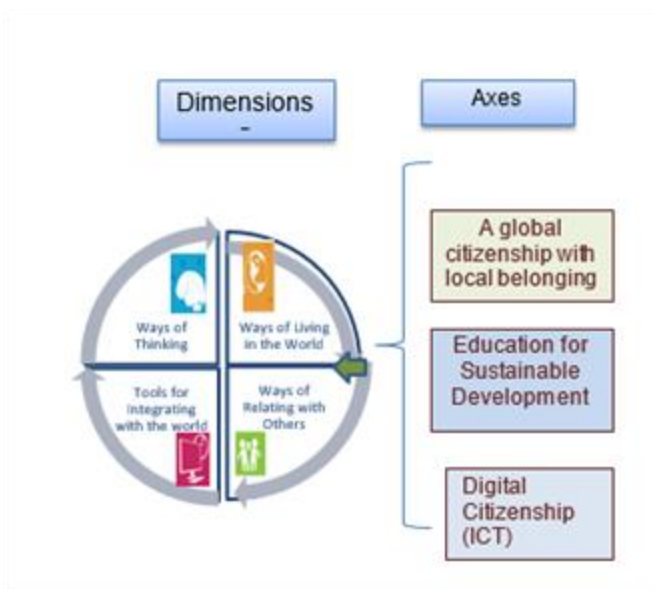 Dimensions
-
Axes
Ways of
Thinking
Ways of Living
in the World
Tools for
Integrating
with the world
Ways of
Relating with
Others
A global
citizenship with
local belonging
Education for
Sustainable
Development
Digital
Citizenship
(ICT)